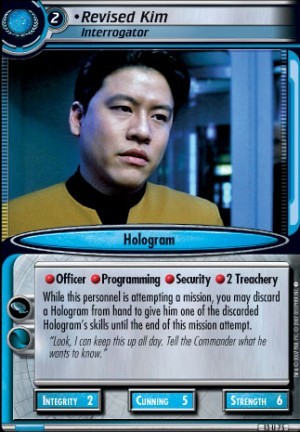 2
•Revised Kim
Interrogator
Hologram
Officer Programming Security 2 Treachery
While this personnel is attempting a mission, you may discard
a Hologram from hand to give him one of the discarded
Hologram's skills until the end of this mission attempt.
"Look, I can keep this up all day. Tell the Commander what he
wants to know."
INTEGRITY 2 CUNNING 5 STRENGTH 6